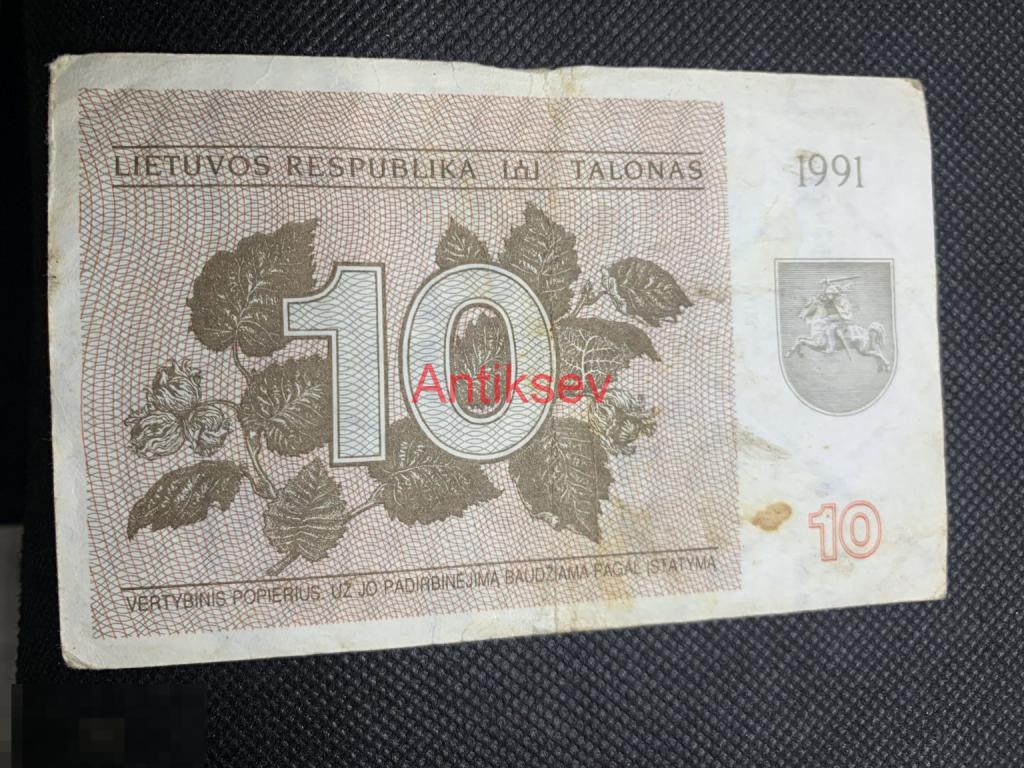 LIETUVOS RESPUBLIKA TALONAS
1991
10
Antiksev
10
VERTYBINIS POPIERIUS. UŽ JO PADIRBINĖJIMĄ BAUDŽIAMA PAGAL ĮSTATYMĄ